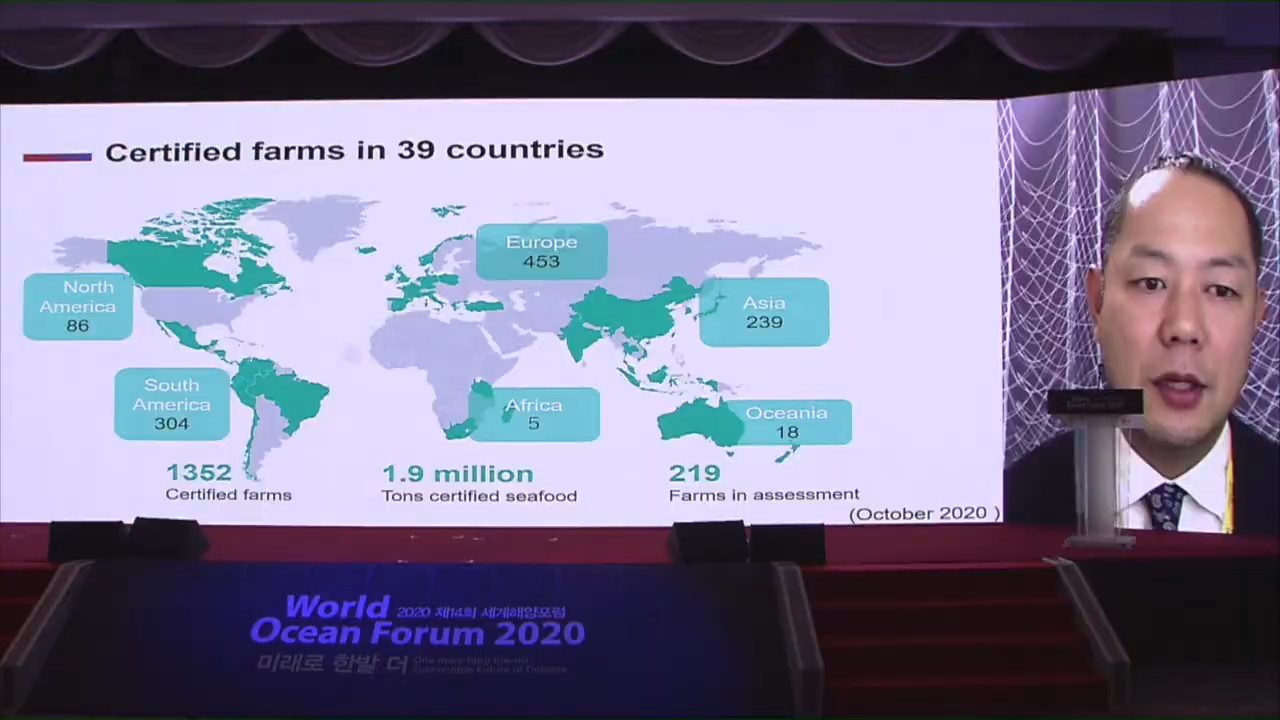 Certified farms in 39 countries
Europe
453
North
America
86
Asia
239
South
America
304
Africa
5
Oceania
18
1352
Certified farms
1.9 million
Tons certified seafood
219
Farms in assessment
(October 2020 )
World 2020 제14회 세계해양포럼
Ocean Forum 2020
미래로 한발 더